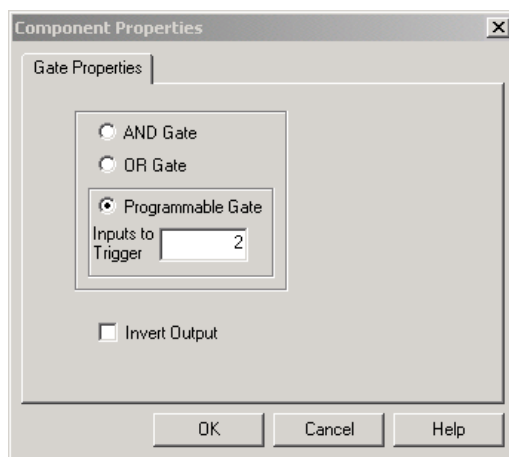 Component Properties
Gate Properties
AND Gate
OR Gate
Programmable Gate
Inputs to
Trigger
2
Invert Output
OK
Cancel
Help